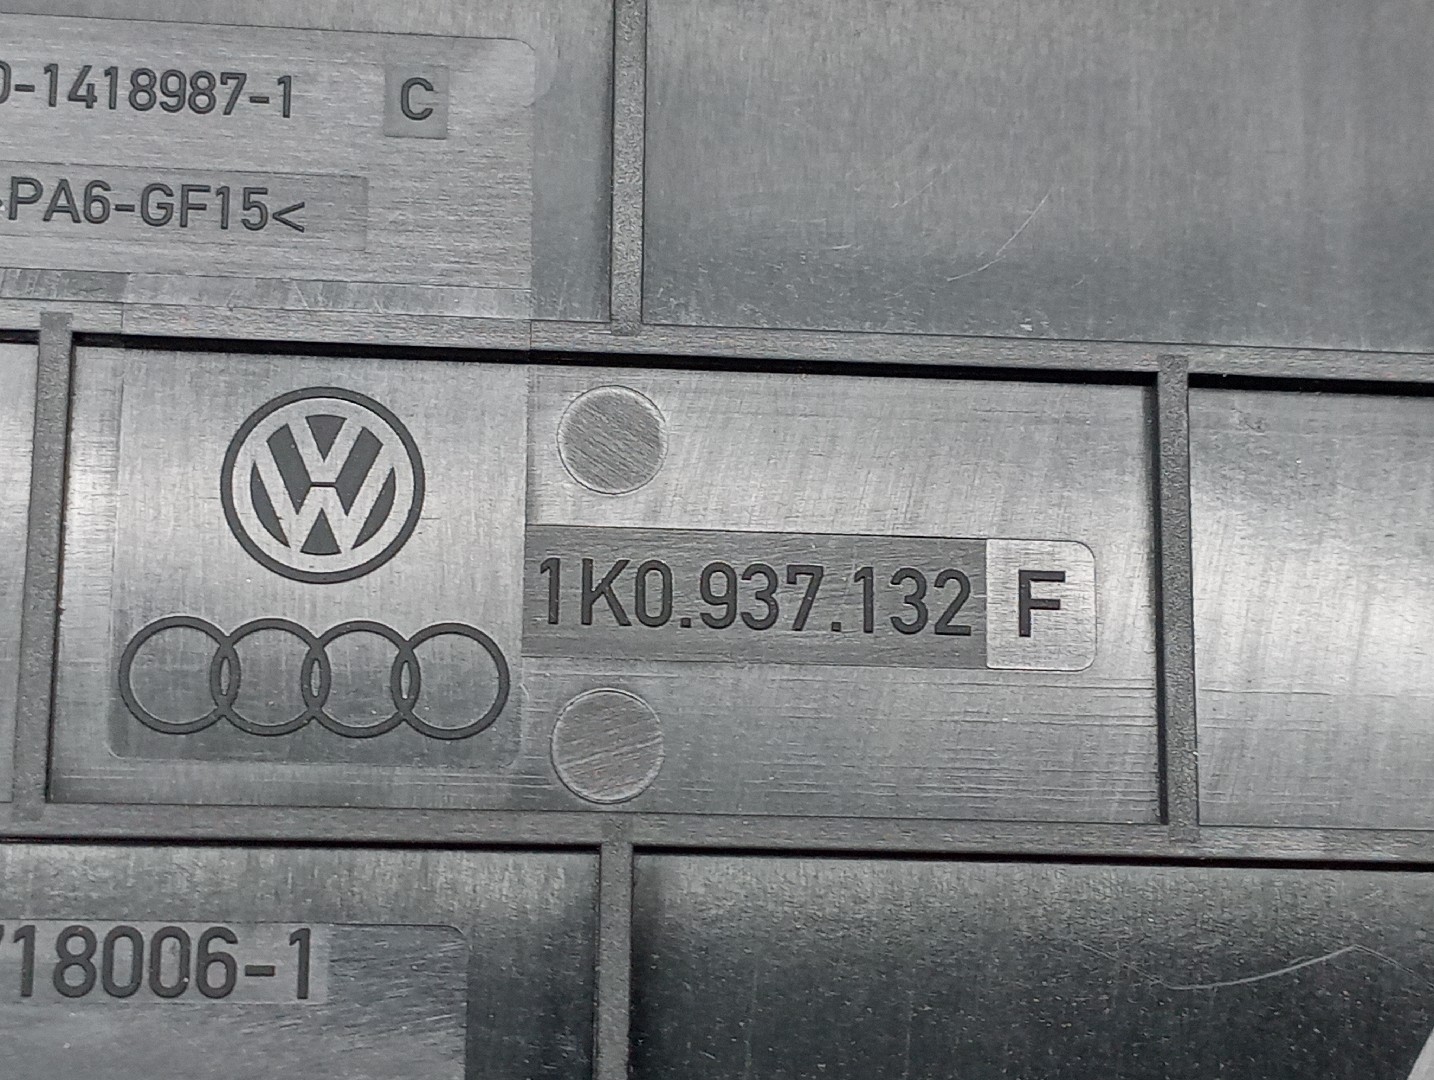 0-1418987-1 C
>PA6-GF15<
1K0.937.132 F
718006-1